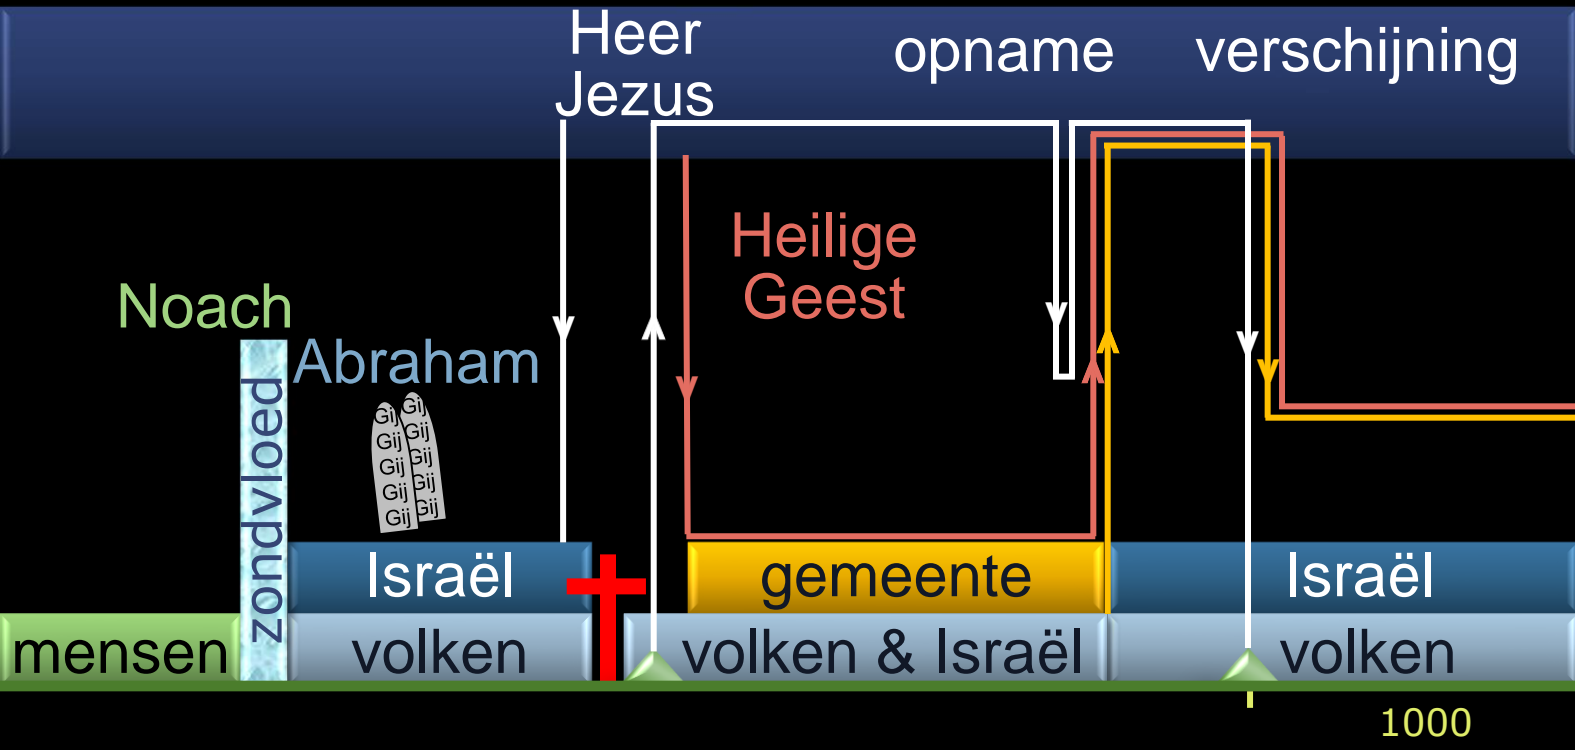 Heer
Jezus
opname
verschijning
Heilige
Geest
Noach
Abraham
zondvloed
Gij Gij
Gij Gij
Gij Gij
Gij Gij
Gij Gij
Israël
gemeente
Israël
mensen
volken
volken & Israël
volken
1000